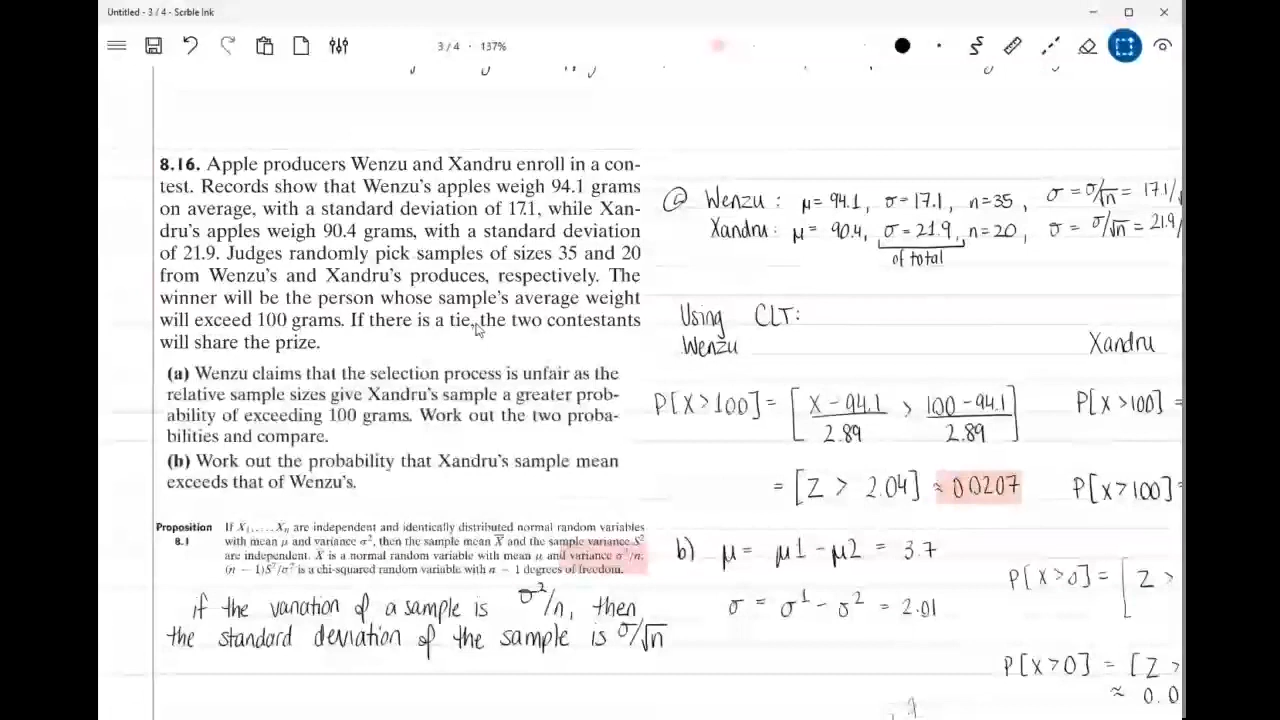 Untitled - 3 / 4 - Scrble Ink
3 / 4 · 137%
8.16. Apple producers Wenzu and Xandru enroll in a con-
test. Records show that Wenzu's apples weigh 94.1 grams
on average, with a standard deviation of 17.1, while Xan-
dru's apples weigh 90.4 grams, with a standard deviation
of 21.9. Judges randomly pick samples of sizes 35 and 20
from Wenzu's and Xandru's produces, respectively. The
winner will be the person whose sample's average weight
will exceed 100 grams. If there is a tie, the two contestants
will share the prize.
(a) Wenzu claims that the selection process is unfair as the
relative sample sizes give Xandru's sample a greater prob-
ability of exceeding 100 grams. Work out the two proba-
bilities and compare.
(b) Work out the probability that Xandru's sample mean
exceeds that of Wenzu's.
Proposition 8.1
If X₁,…, Xₙ are independent and identically distributed normal random variables
with mean μ and variance σ², then the sample mean X̄ and the sample variance S²
are independent. X̄ is a normal random variable with mean μ and variance σ²/n.
(n − 1)S²/σ² is a chi-squared random variable with n − 1 degrees of freedom.
if the variation of a sample is σ²/n, then
the standard deviation of the sample is σ/√n
Wenzu: μ = 94.1, σ = 17.1, n = 35, σ = σ/√n = 17.1/√
Xandru: μ = 90.4, σ = 21.9, n = 20, σ = σ/√n = 21.9/
of total
Using CLT:
Wenzu
Xandru
P[X > 100] = [(X − 94.1)/2.89 > (100 − 94.1)/2.89]
P[X > 100] =
= [Z > 2.04] ≈ 0.0207
P[X > 100] =
b) μ = μ1 − μ2 = 3.7
P[X > 0] = [Z >
σ = σ¹ − σ² = 2.01
P[X > 0] = [Z >
≈ 0.0